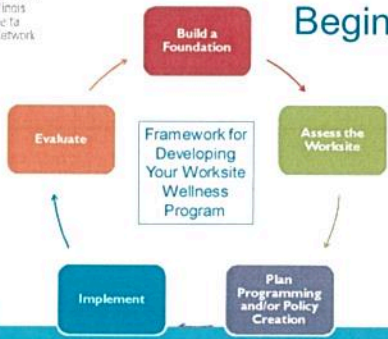 Begin
Build a
Foundation
Evaluate
Framework for
Developing
Your Worksite
Wellness
Program
Assess the
Worksite
Implement
Plan
Programming
and/or Policy
Creation